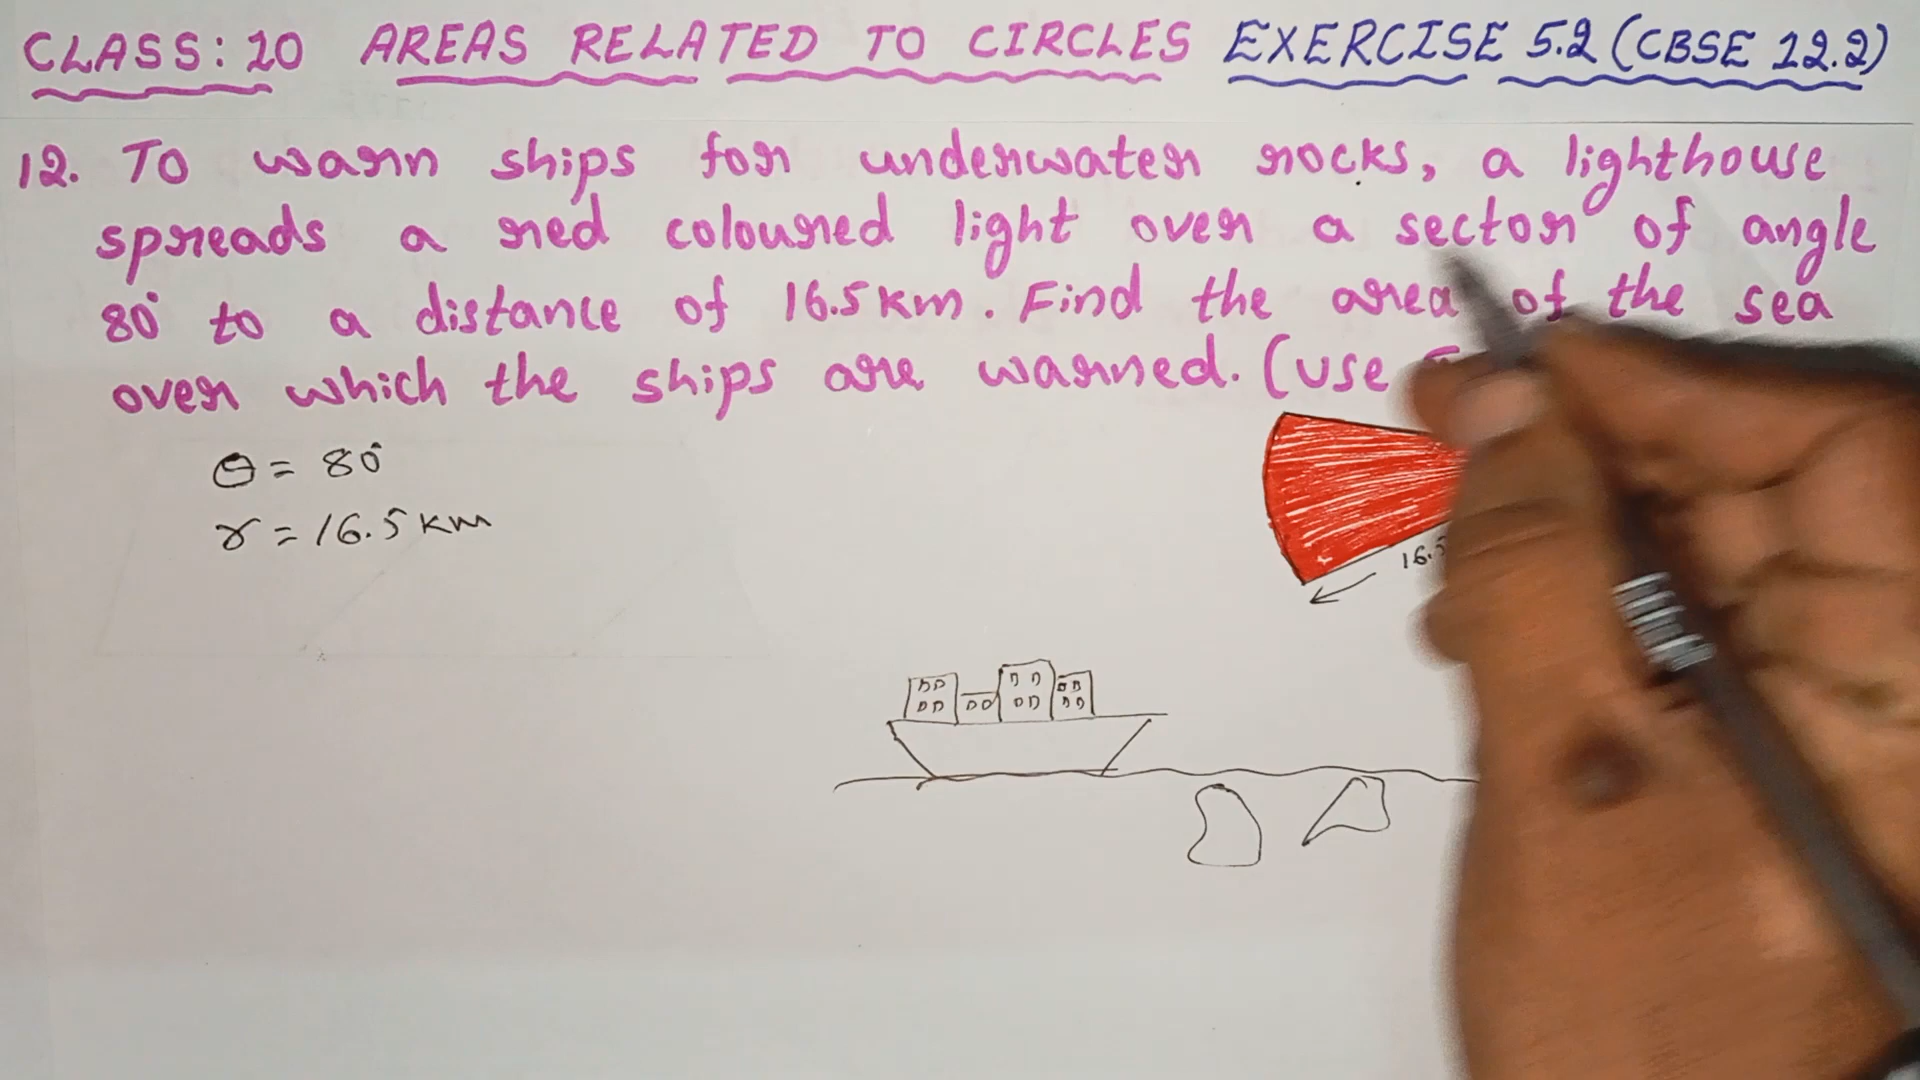 CLASS: 10 AREAS RELATED TO CIRCLES EXERCISE 5.2 (CBSE 12.2)
12. To warn ships for underwater rocks, a lighthouse
spreads a red coloured light over a sector of angle
80° to a distance of 16.5 km. Find the area of the sea
over which the ships are warned. (use
θ = 80°
r = 16.5 km
16.5